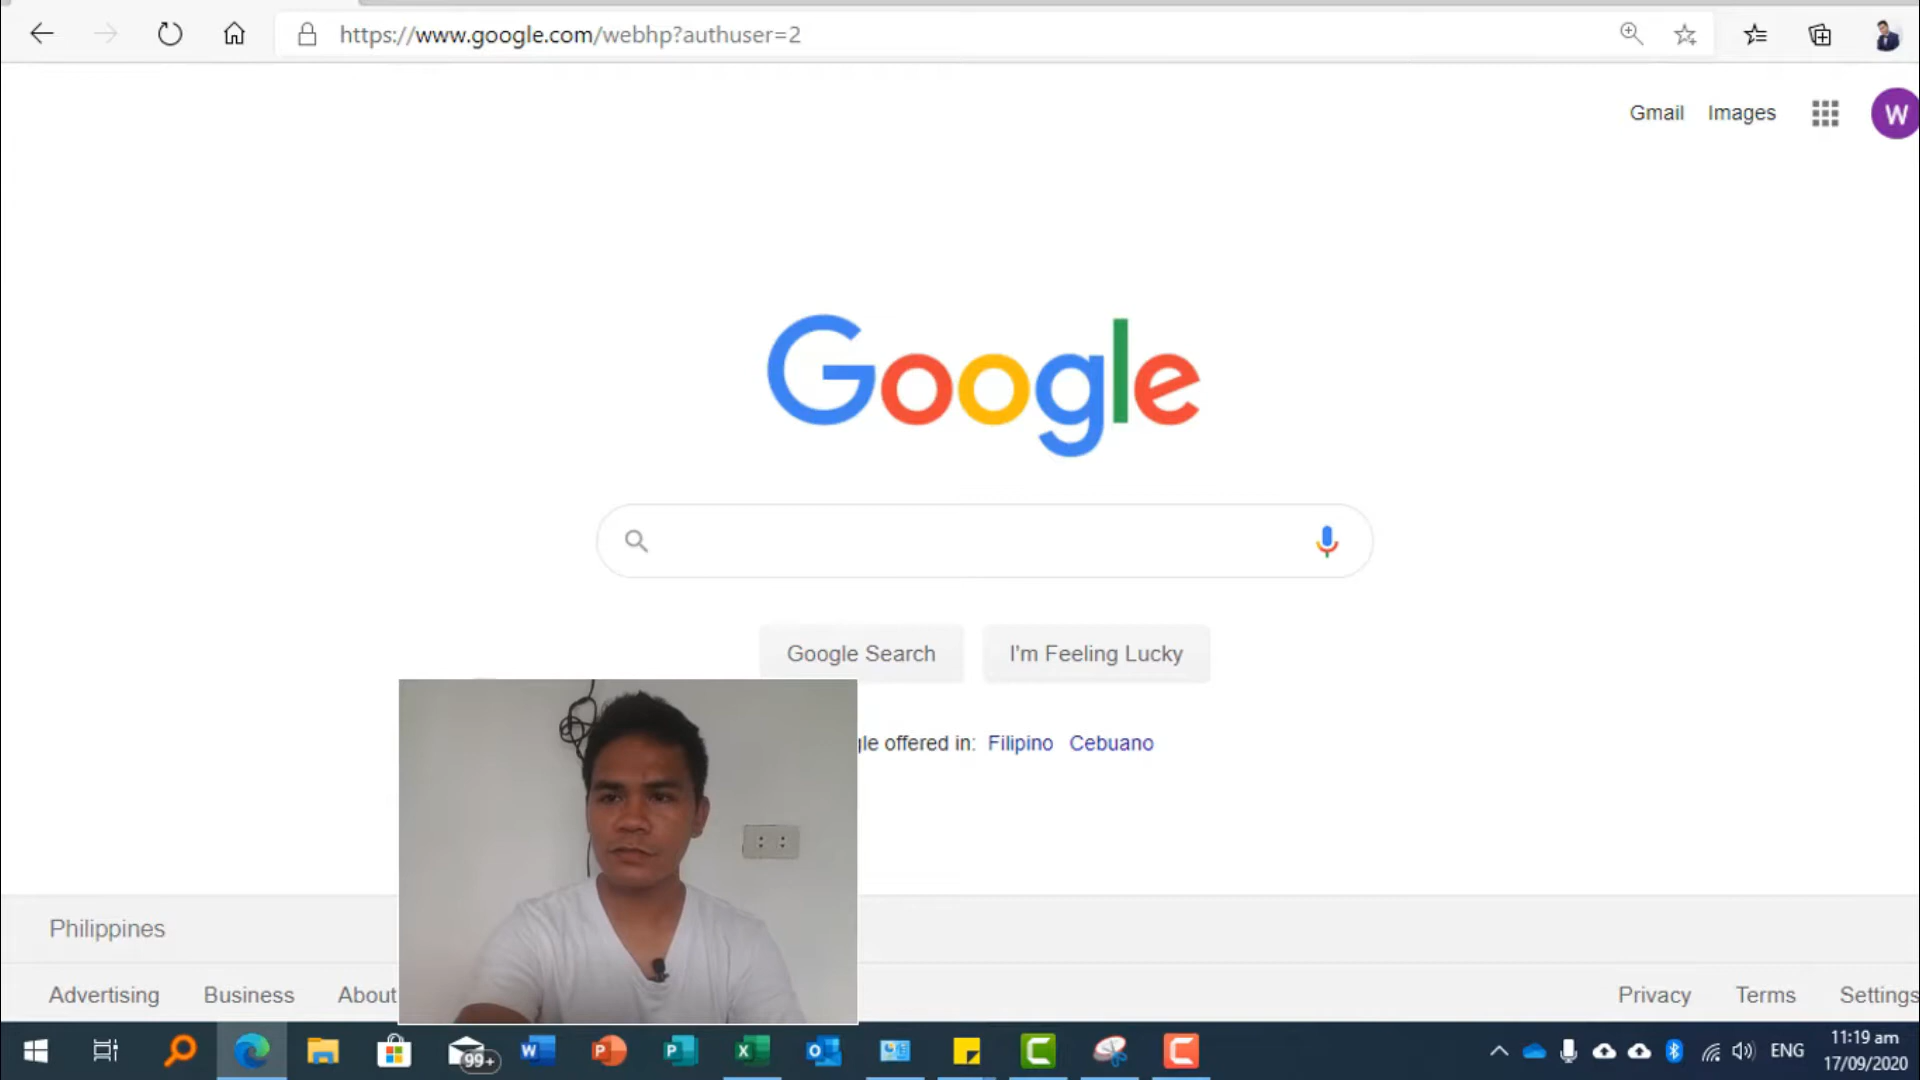 https://www.google.com/webhp?authuser=2
Gmail Images
W
Google
Google Search I'm Feeling Lucky
gle offered in: Filipino Cebuano
Philippines
Advertising Business About
Privacy Terms Settings
99+
ENG
11:19 am
17/09/2020